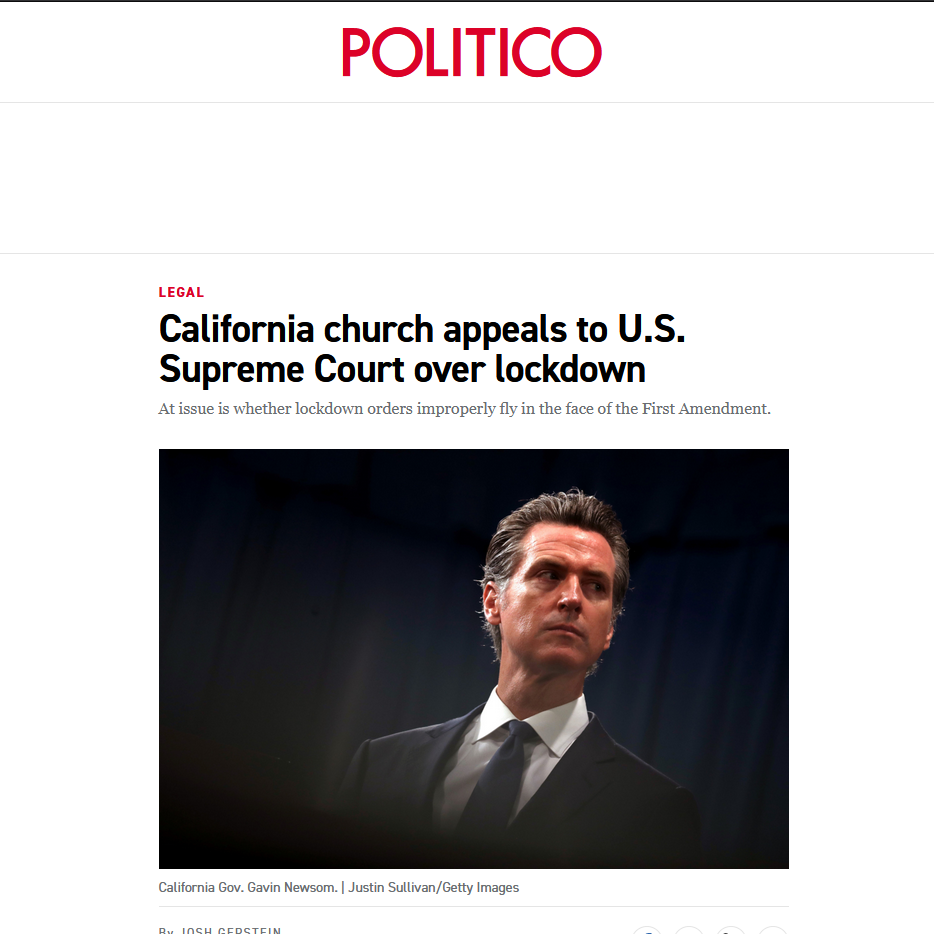 POLITICO
LEGAL
California church appeals to U.S.
Supreme Court over lockdown
At issue is whether lockdown orders improperly fly in the face of the First Amendment.
California Gov. Gavin Newsom. | Justin Sullivan/Getty Images
By JOSH GERSTEIN